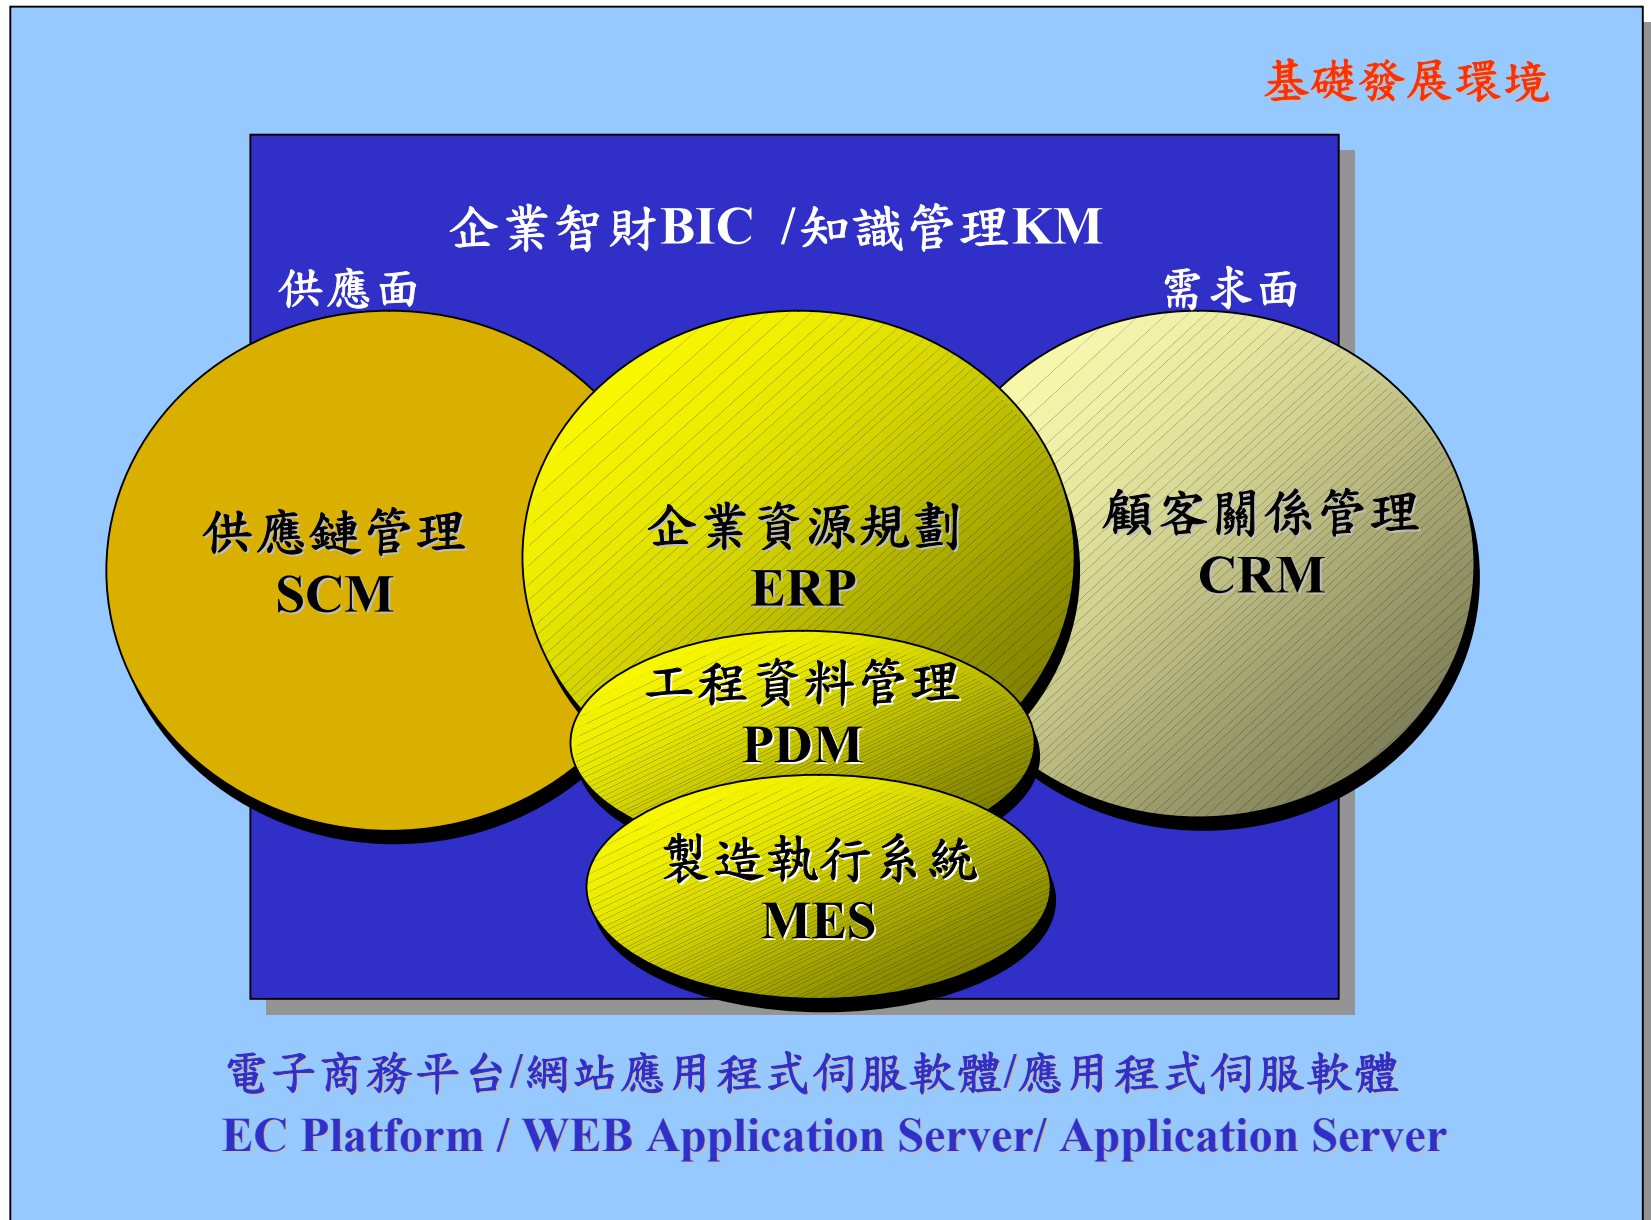 基礎發展環境
企業智財BIC /知識管理KM
供應面
需求面
供應鏈管理
SCM
企業資源規劃
ERP
顧客關係管理
CRM
工程資料管理
PDM
製造執行系統
MES
電子商務平台/網站應用程式伺服軟體/應用程式伺服軟體
EC Platform / WEB Application Server/ Application Server